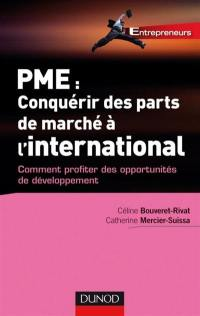 Entrepreneurs
PME :
Conquérir des parts
de marché à
l'international
Comment profiter des opportunités
de développement
Céline Bouveret-Rivat
Catherine Mercier-Suissa
DUNOD